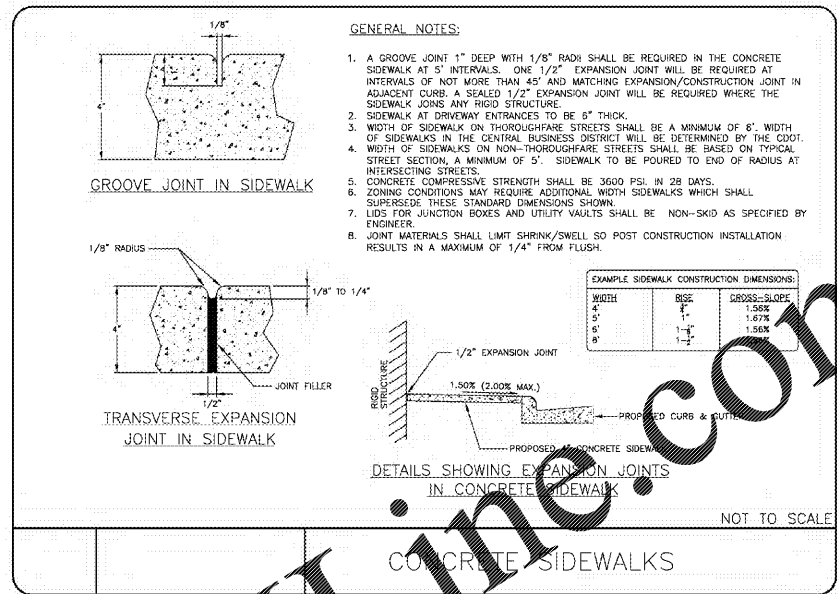 1/8"
4"
GROOVE JOINT IN SIDEWALK
GENERAL NOTES:
1. A GROOVE JOINT 1" DEEP WITH 1/8" RADII SHALL BE REQUIRED IN THE CONCRETE
SIDEWALK AT 5' INTERVALS. ONE 1/2" EXPANSION JOINT WILL BE REQUIRED AT
INTERVALS OF NOT MORE THAN 45' AND MATCHING EXPANSION/CONSTRUCTION JOINT IN
ADJACENT CURB. A SEALED 1/2" EXPANSION JOINT WILL BE REQUIRED WHERE THE
SIDEWALK JOINS ANY RIGID STRUCTURE.
2. SIDEWALK AT DRIVEWAY ENTRANCES TO BE 6" THICK.
3. WIDTH OF SIDEWALK ON THOROUGHFARE STREETS SHALL BE A MINIMUM OF 6'. WIDTH
OF SIDEWALKS IN THE CENTRAL BUSINESS DISTRICT WILL BE DETERMINED BY THE CDOT.
4. WIDTH OF SIDEWALKS ON NON-THOROUGHFARE STREETS SHALL BE BASED ON TYPICAL
STREET SECTION, A MINIMUM OF 5'. SIDEWALK TO BE POURED TO END OF RADIUS AT
INTERSECTING STREETS.
5. CONCRETE COMPRESSIVE STRENGTH SHALL BE 3600 PSI. IN 28 DAYS.
6. ZONING CONDITIONS MAY REQUIRE ADDITIONAL WIDTH SIDEWALKS WHICH SHALL
SUPERSEDE THESE STANDARD DIMENSIONS SHOWN.
7. LIDS FOR JUNCTION BOXES AND UTILITY VAULTS SHALL BE NON-SKID AS SPECIFIED BY
ENGINEER.
8. JOINT MATERIALS SHALL LIMIT SHRINK/SWELL SO POST CONSTRUCTION INSTALLATION
RESULTS IN A MAXIMUM OF 1/4" FROM FLUSH.
1/8" RADIUS
1/8" TO 1/4"
4"
JOINT FILLER
1/2"
TRANSVERSE EXPANSION
JOINT IN SIDEWALK
EXAMPLE SIDEWALK CONSTRUCTION DIMENSIONS:
WIDTH RISE CROSS-SLOPE
4' 1.56%
5' 1" 1.67%
6' 1.56%
8'
RIGID STRUCTURE
1/2" EXPANSION JOINT
1.50% (2.00% MAX.)
PROPOSED CURB & GUTTER
PROPOSED 4" CONCRETE SIDEWALK
DETAILS SHOWING EXPANSION JOINTS
IN CONCRETE SIDEWALK
NOT TO SCALE
CONCRETE SIDEWALKS
Line.com